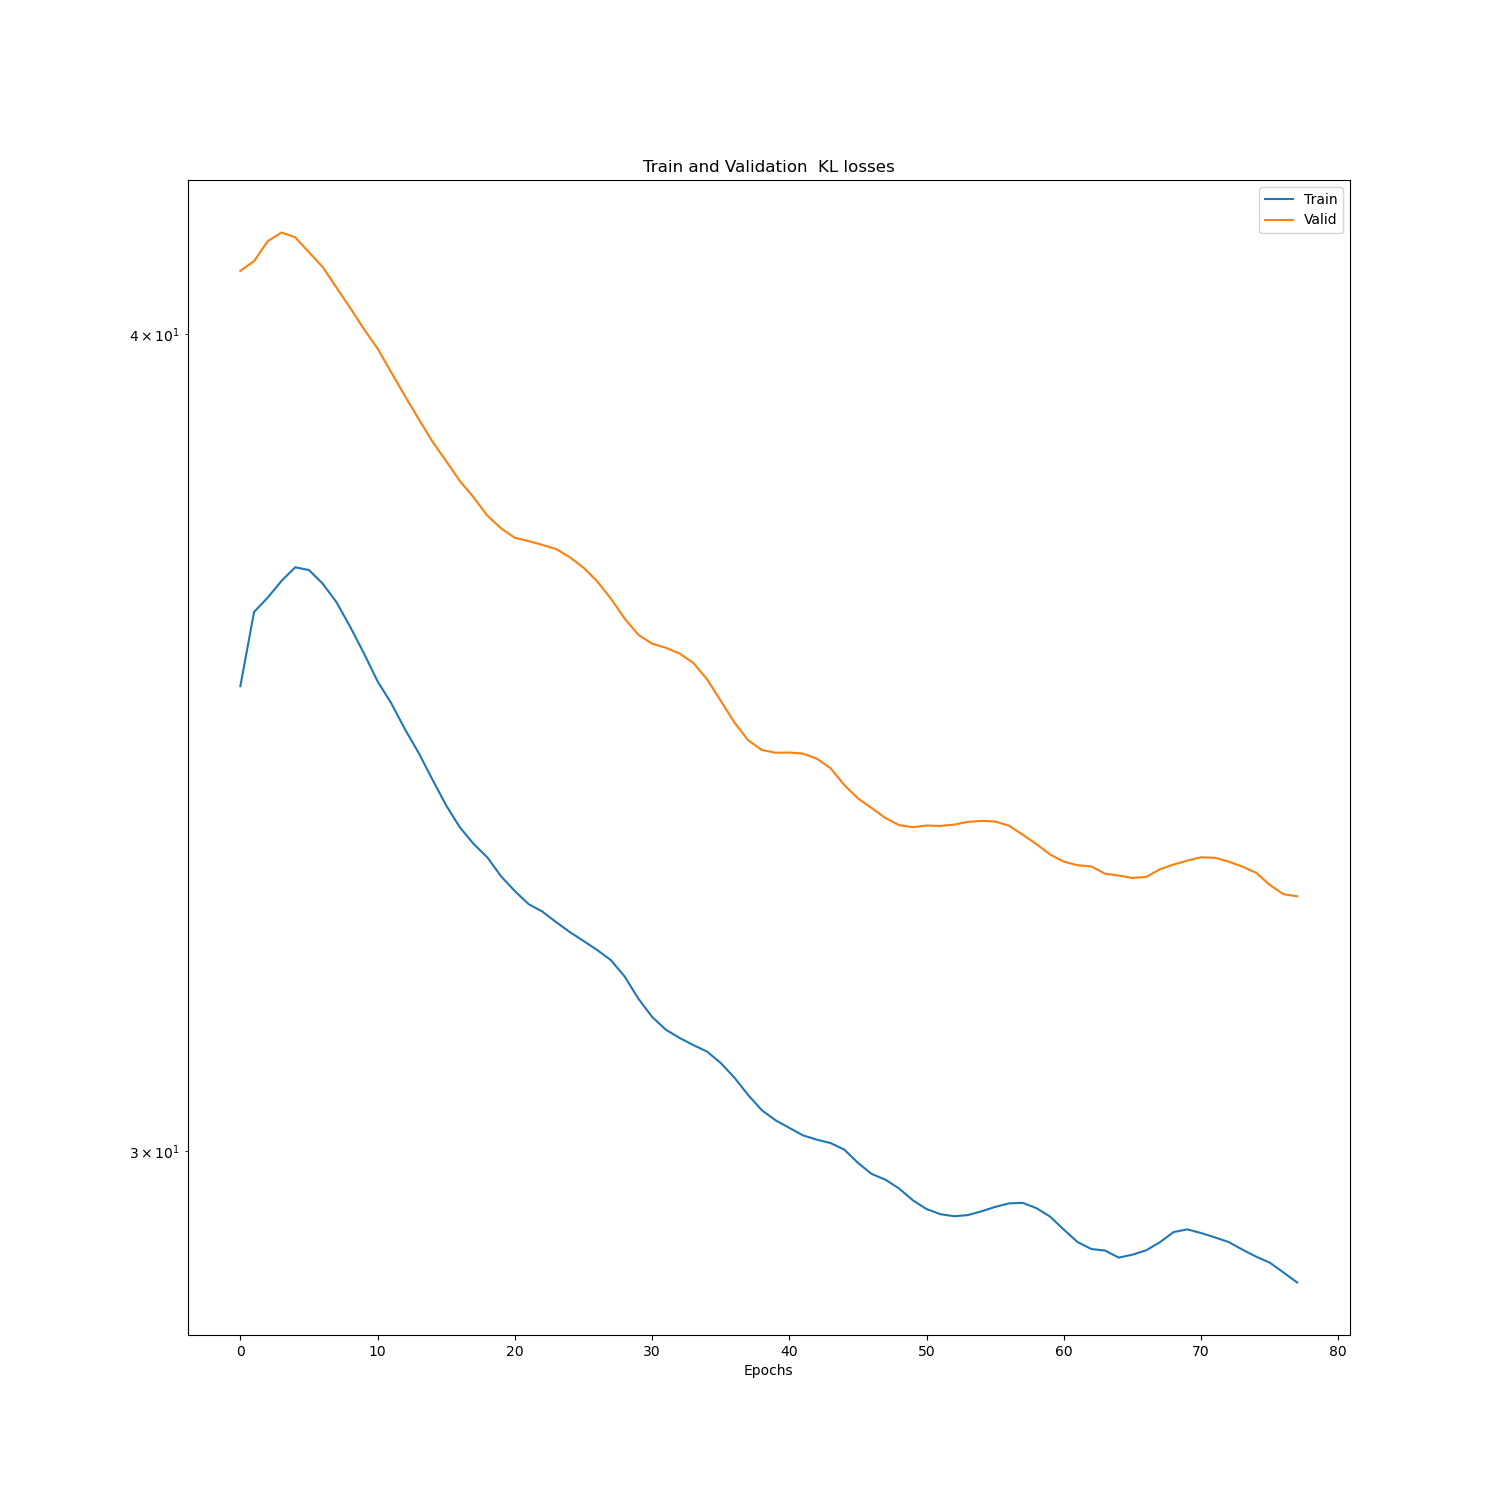 Train and Validation  KL losses
Train
Valid
4 × 10¹
3 × 10¹
0 10 20 30 40 50 60 70 80
Epochs